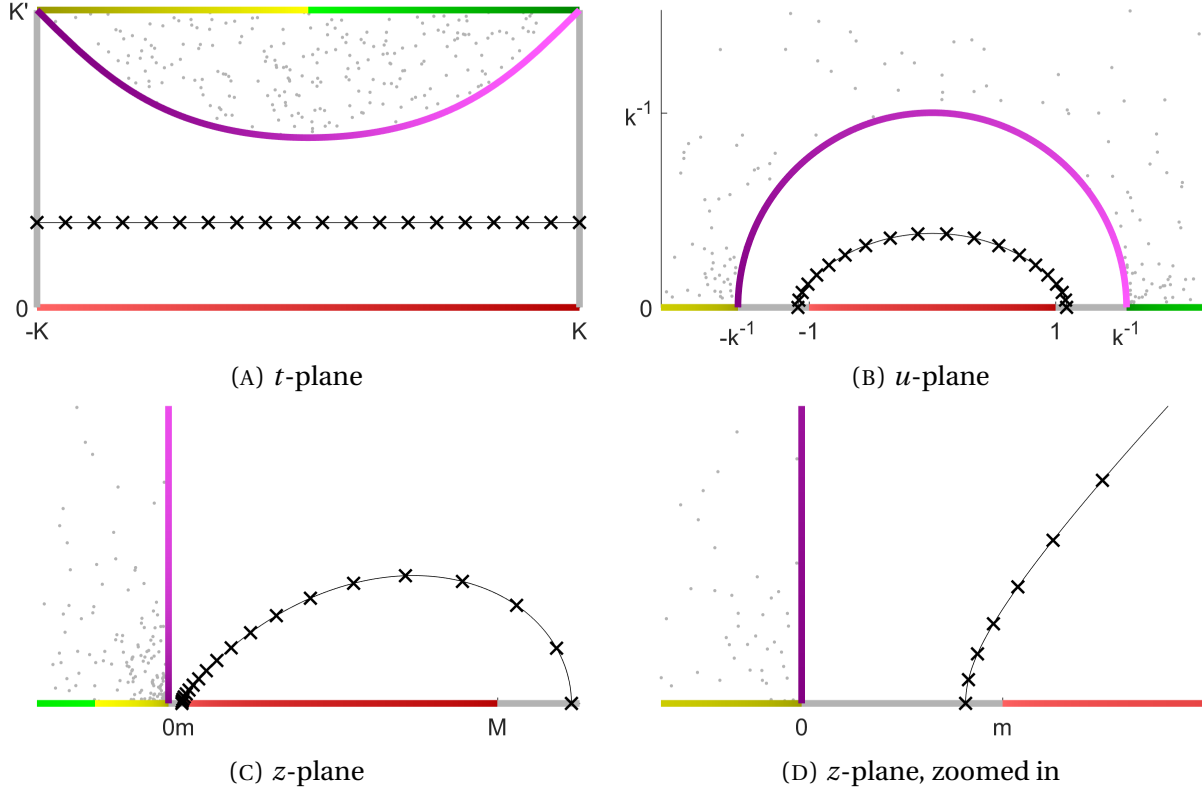 K'
0
-K K
(A) t-plane
k⁻¹
0
-k⁻¹ -1 1 k⁻¹
(B) u-plane
0m M
(C) z-plane
0 m
(D) z-plane, zoomed in